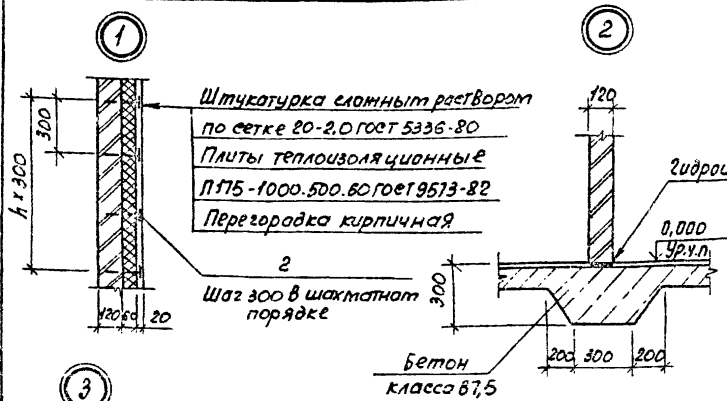 1
2
Штукатурка сложным раствором
по сетке 20-2.0 ГОСТ 5336-80
Плиты теплоизоляционные
П175-1000.500.60 ГОСТ 9573-82
Перегородка кирпичная
2
Шаг 300 в шахматном
порядке
300
h x 300
120 60 20
120
Гидрои
0,000
Ур.ч.п.
300
200 300 200
Бетон
класса В7,5
3